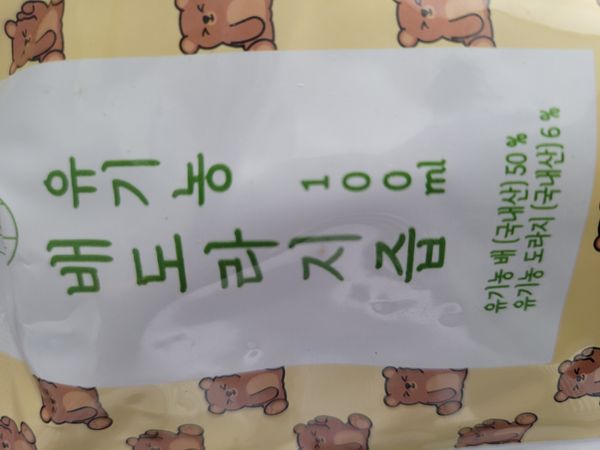 유기농 100ml
배도라지즙
유기농 배 (국내산) 50 %
유기농 도라지 (국내산) 6 %